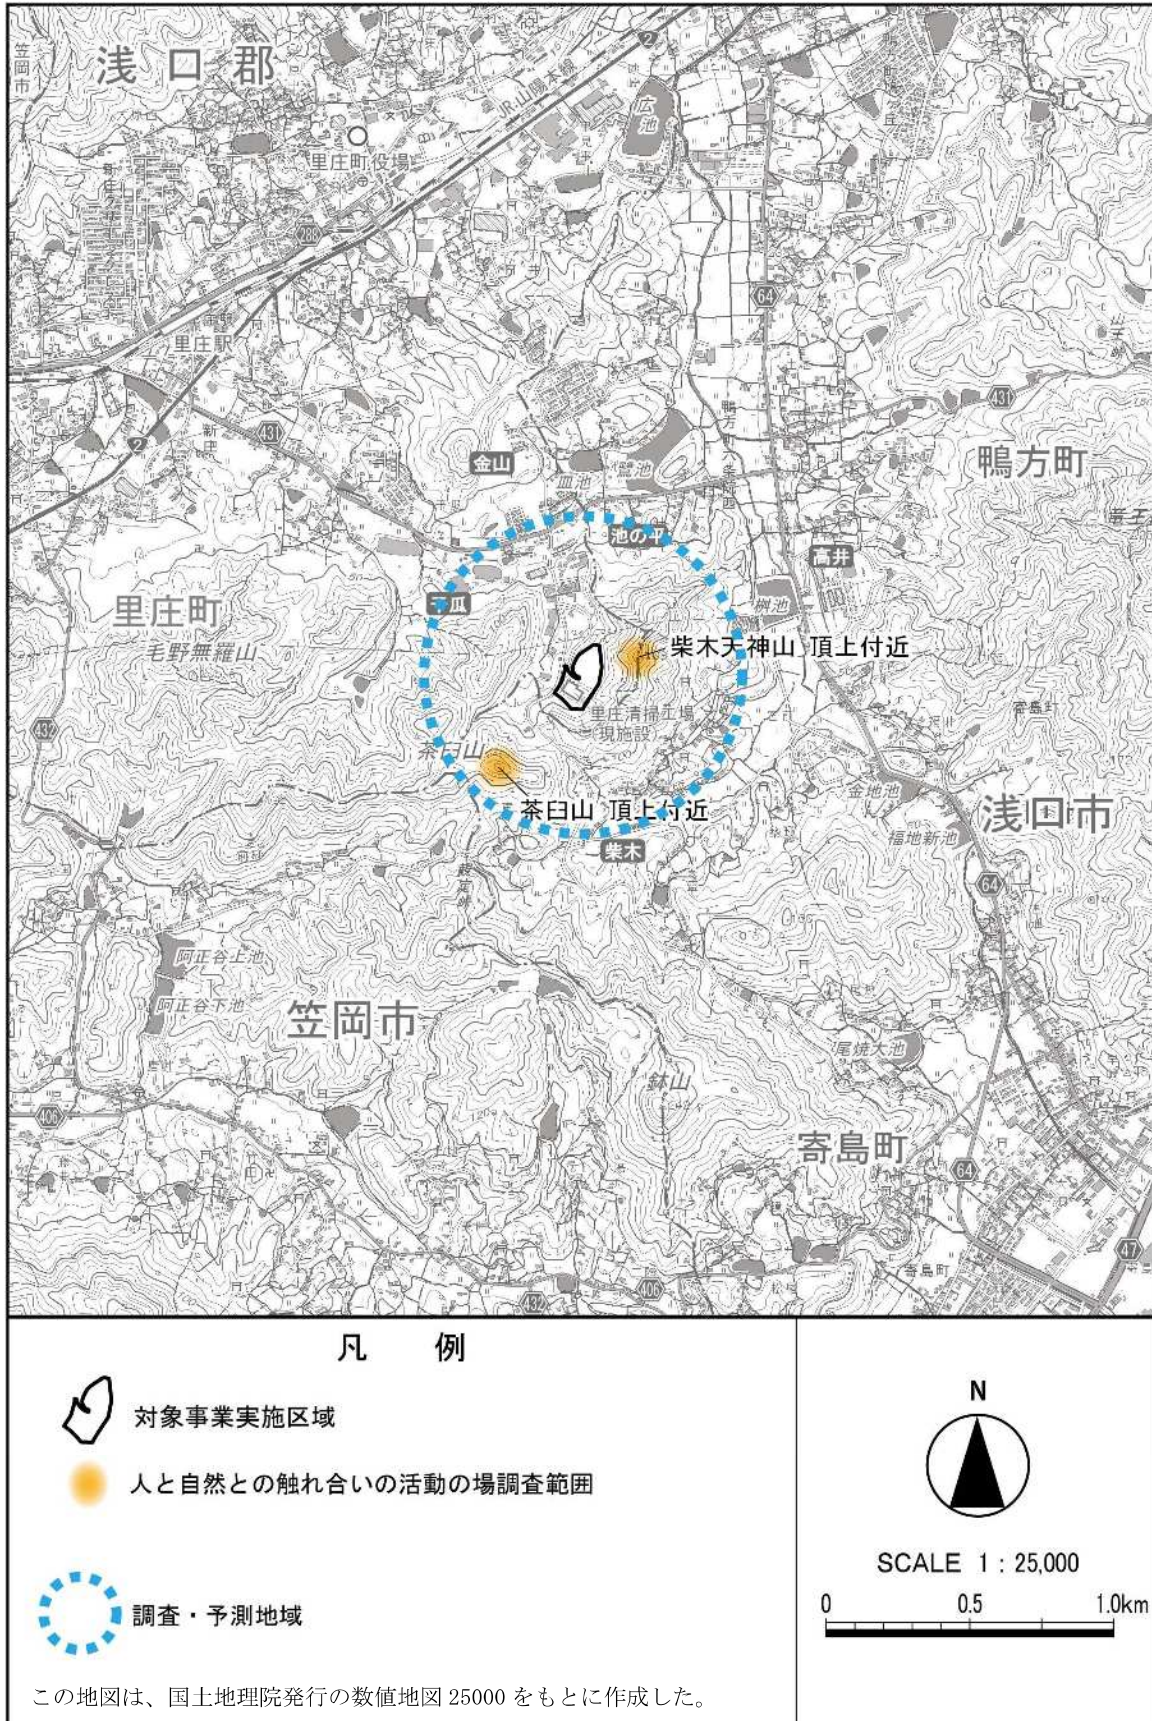 笠岡市
浅口郡
2
JR山陽本線
広池
里庄町役場
288
64
里庄駅
431
2
新庄
431
金山
皿池
鴨方町
池の平
高井
干瓜
桝池
里庄町
毛野無羅山
柴木天神山 頂上付近
里庄清掃工場
(現施設)
寄島町
432
茶臼山
金地池
茶臼山 頂上付近
浅口市
福地新池
柴木
64
阿正谷上池
阿正谷下池
笠岡市
尾焼大池
鉢山
406
寄島町
64
47
寄島町
406
432
凡 例
対象事業実施区域
人と自然との触れ合いの活動の場調査範囲
調査・予測地域
この地図は、国土地理院発行の数値地図 25000 をもとに作成した。
N
SCALE 1 : 25,000
0 0.5 1.0km